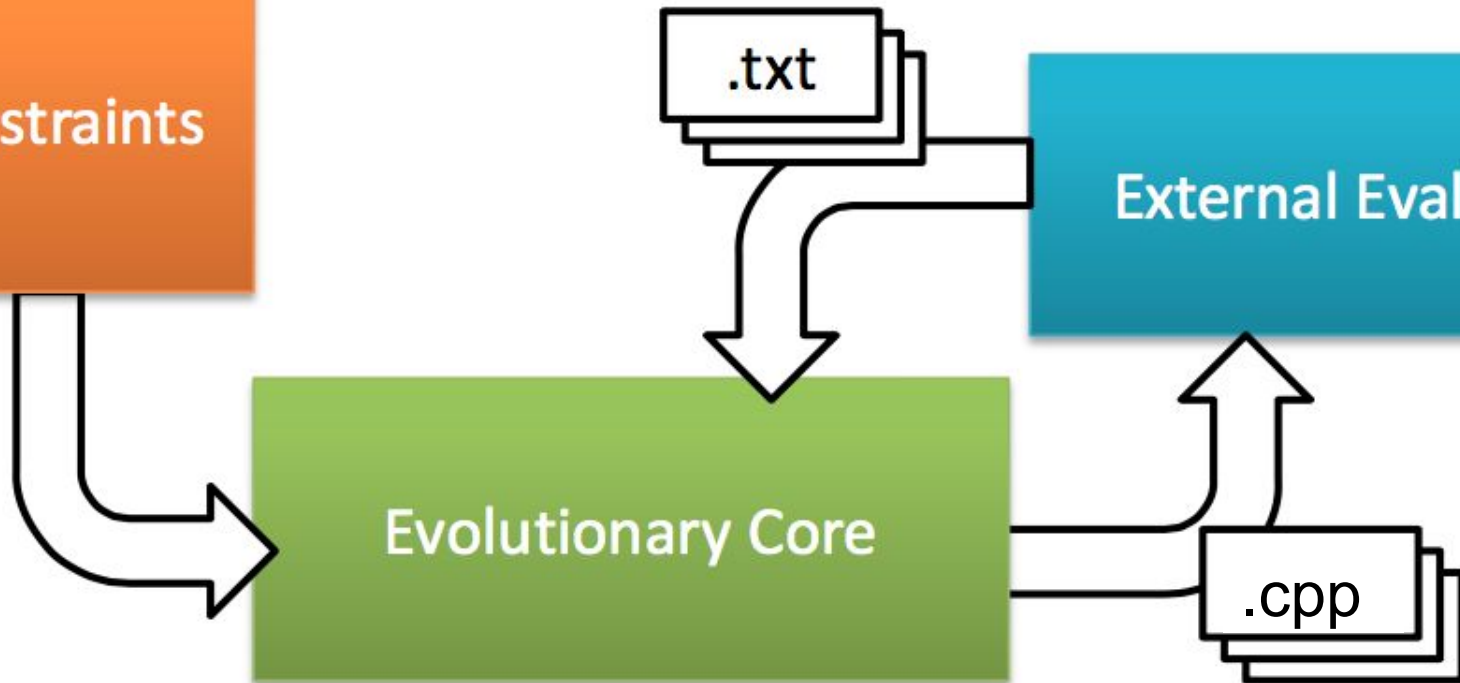 straints
.txt
External Eval
Evolutionary Core
.cpp